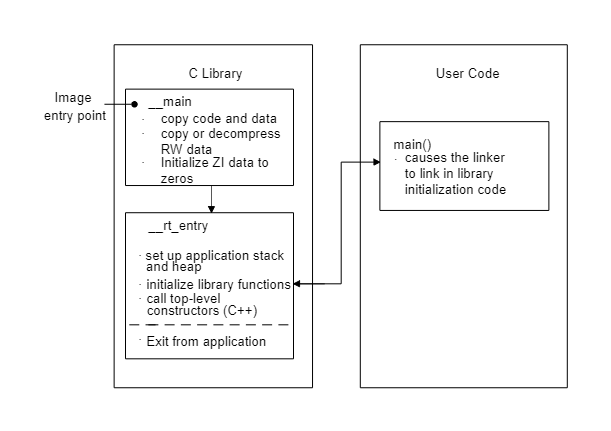 C Library
User Code
Image
entry point
__main
· copy code and data
· copy or decompress
RW data
· Initialize ZI data to
zeros
main()
· causes the linker
to link in library
initialization code
__rt_entry
· set up application stack
and heap
· initialize library functions
· call top-level
constructors (C++)
· Exit from application